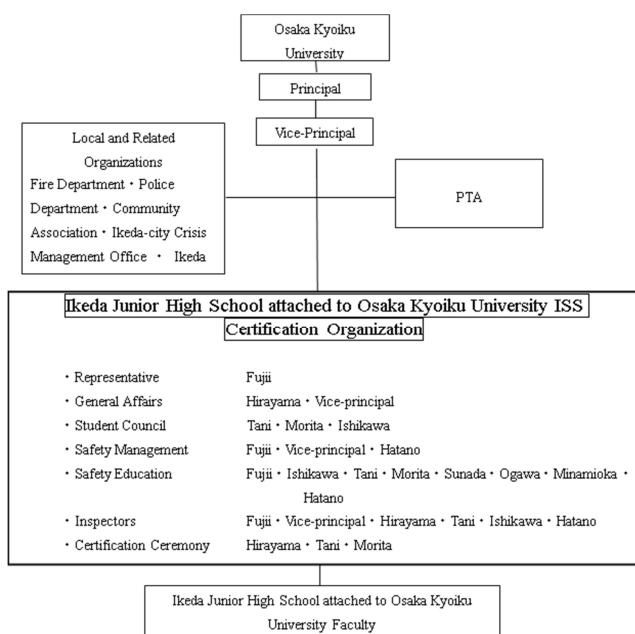 Osaka Kyoiku
University
Principal
Vice-Principal
Local and Related
Organizations
Fire Department・Police
Department・Community
Association・Ikeda-city Crisis
Management Office ・ Ikeda
PTA
Ikeda Junior High School attached to Osaka Kyoiku University ISS
Certification Organization
・Representative Fujii
・General Affairs Hirayama・Vice-principal
・Student Council Tani・Morita・Ishikawa
・Safety Management Fujii・Vice-principal・Hatano
・Safety Education Fujii・Ishikawa・Tani・Morita・Sunada・Ogawa・Minamioka・
Hatano
・Inspectors Fujii・Vice-principal・Hirayama・Tani・Ishikawa・Hatano
・Certification Ceremony Hirayama・Tani・Morita
Ikeda Junior High School attached to Osaka Kyoiku
University Faculty